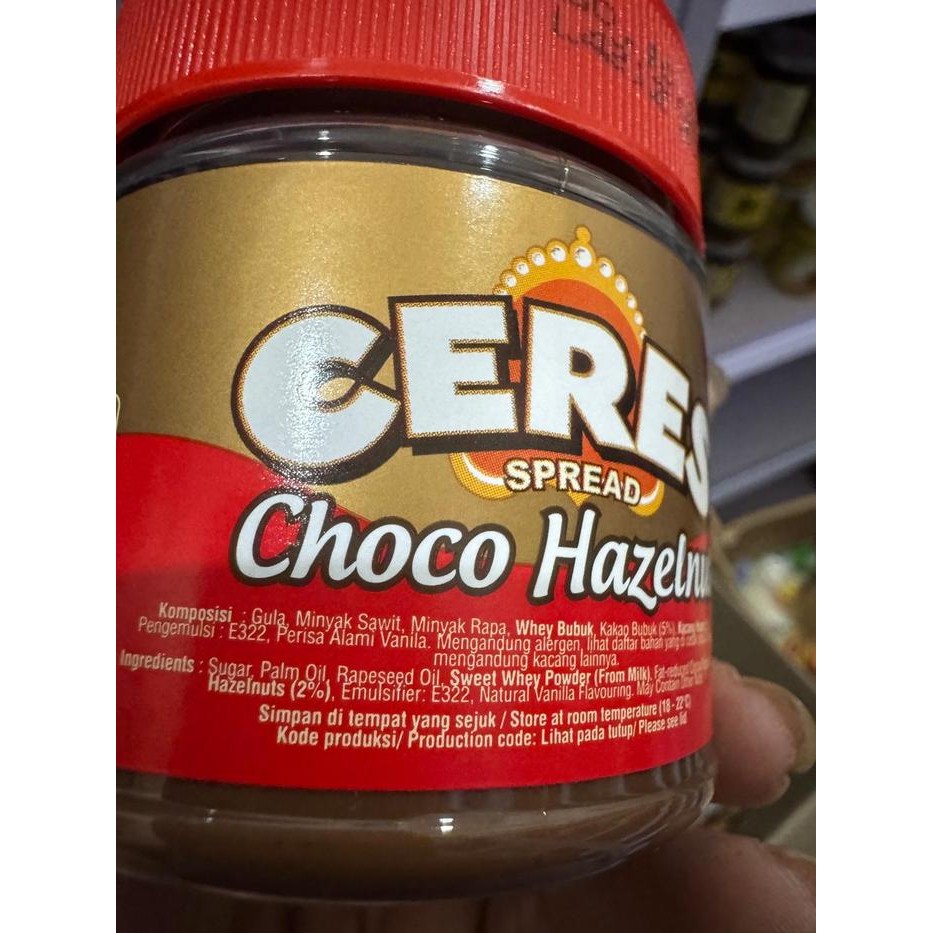 CERES
SPREAD
Choco Hazelnu
Komposisi : Gula, Minyak Sawit, Minyak Rapa, Whey Bubuk, Kakao Bubuk (5%), Kacang
Pengemulsi : E322, Perisa Alami Vanila. Mengandung alergen, lihat daftar bahan yang
mengandung kacang lainnya.
Ingredients : Sugar, Palm Oil, Rapeseed Oil, Sweet Whey Powder (From Milk), Fat-reduced
Hazelnuts (2%), Emulsifier: E322, Natural Vanilla Flavouring. May Contain
Simpan di tempat yang sejuk / Store at room temperature (18 - 22°C)
Kode produksi/ Production code: Lihat pada tutup/ Please see lid